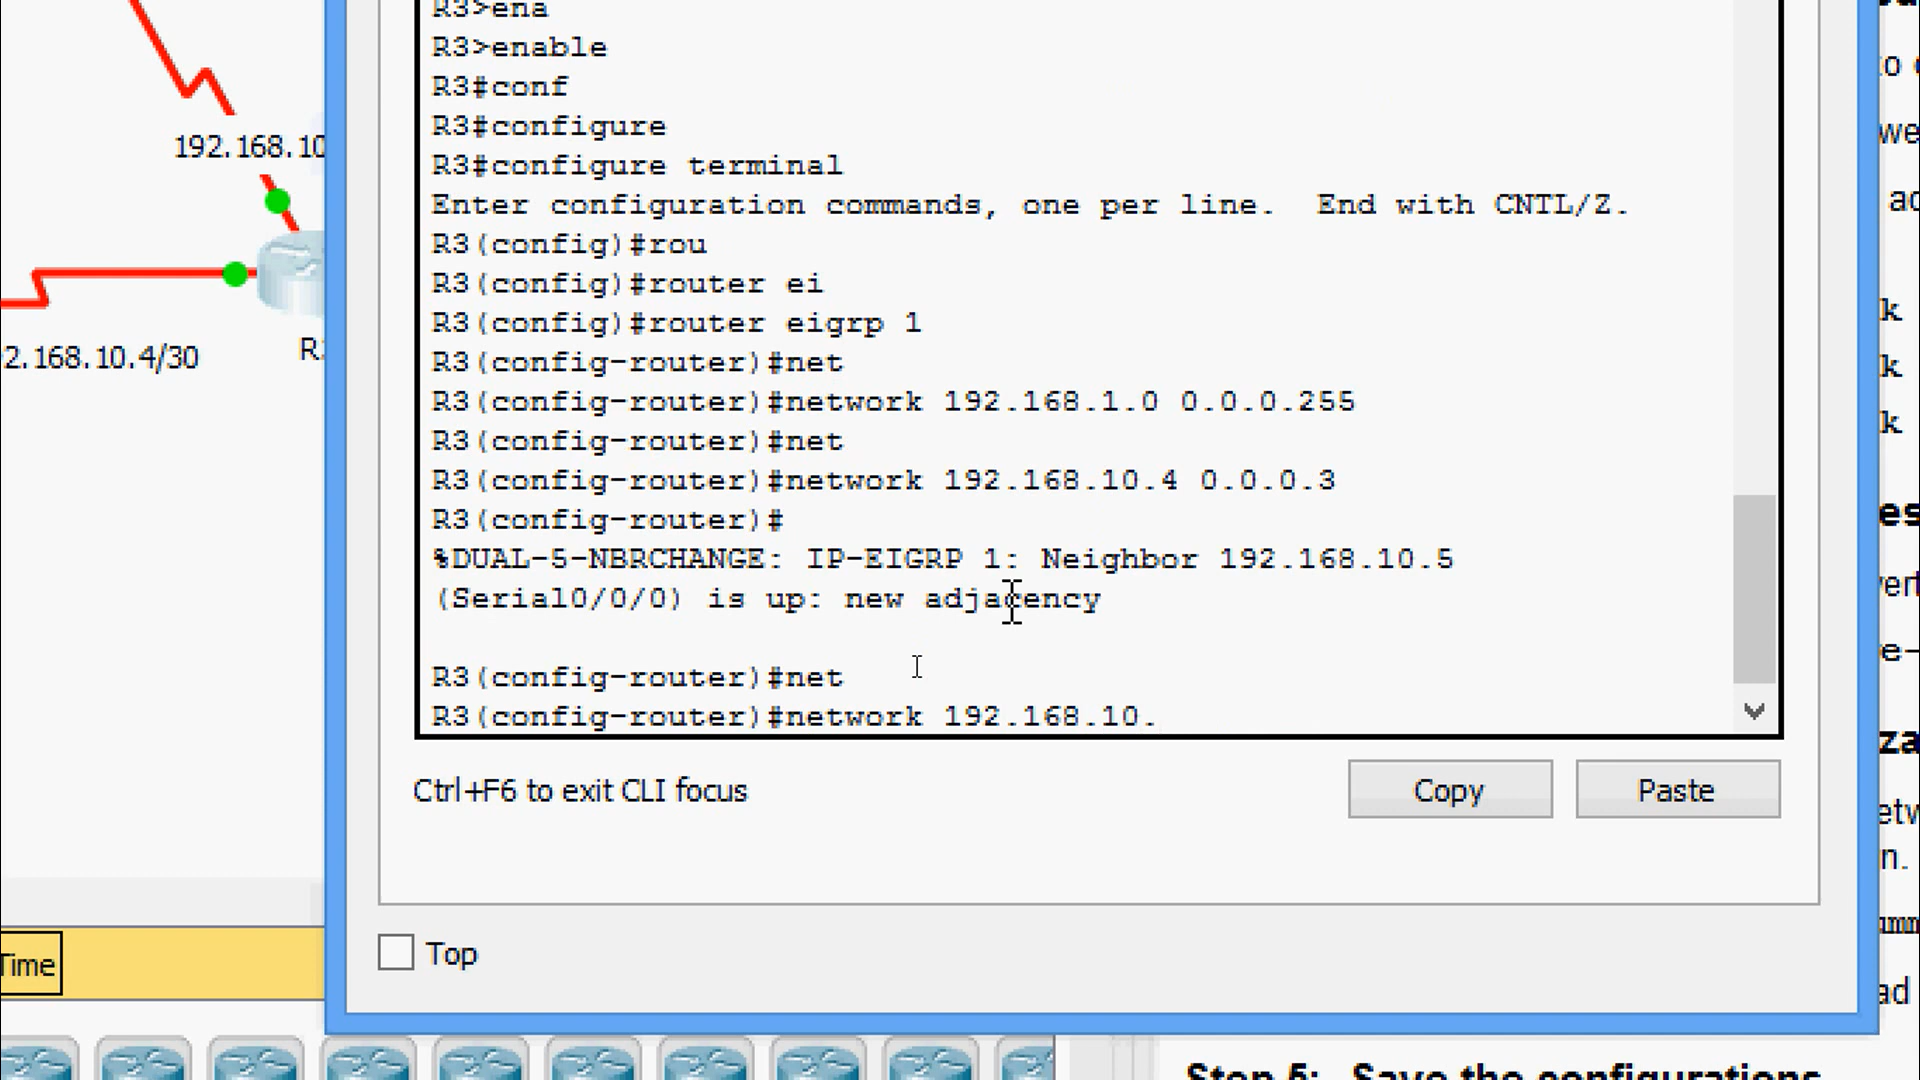 R3>ena
R3>enable
R3#conf
R3#configure
R3#configure terminal
Enter configuration commands, one per line.  End with CNTL/Z.
R3(config)#rou
R3(config)#router ei
R3(config)#router eigrp 1
R3(config-router)#net
R3(config-router)#network 192.168.1.0 0.0.0.255
R3(config-router)#net
R3(config-router)#network 192.168.10.4 0.0.0.3
R3(config-router)#
%DUAL-5-NBRCHANGE: IP-EIGRP 1: Neighbor 192.168.10.5
(Serial0/0/0) is up: new adjacency
R3(config-router)#net
R3(config-router)#network 192.168.10.
Ctrl+F6 to exit CLI focus
Copy
Paste
Top
192.168.10
2.168.10.4/30
Time
Step 5: Save the configurations